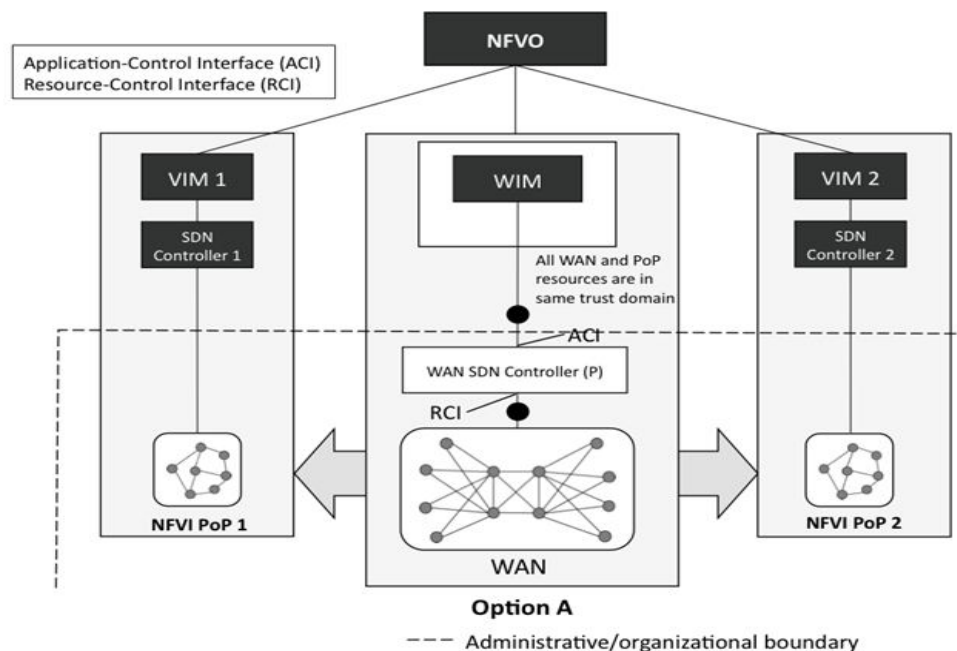 NFVO
Application-Control Interface (ACI)
Resource-Control Interface (RCI)
VIM 1
WIM
VIM 2
SDN
Controller 1
SDN
Controller 2
All WAN and PoP
resources are in
same trust domain
ACI
WAN SDN Controller (P)
RCI
NFVI PoP 1
NFVI PoP 2
WAN
Option A
Administrative/organizational boundary